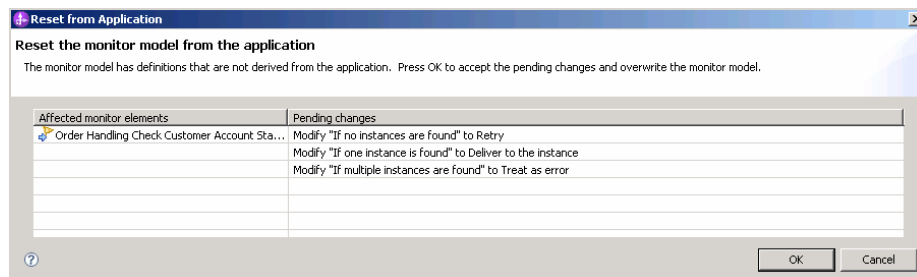 Reset from Application
Reset the monitor model from the application
The monitor model has definitions that are not derived from the application. Press OK to accept the pending changes and overwrite the monitor model.
Affected monitor elements Pending changes
Order Handling Check Customer Account Sta... Modify "If no instances are found" to Retry
Modify "If one instance is found" to Deliver to the instance
Modify "If multiple instances are found" to Treat as error
? OK Cancel